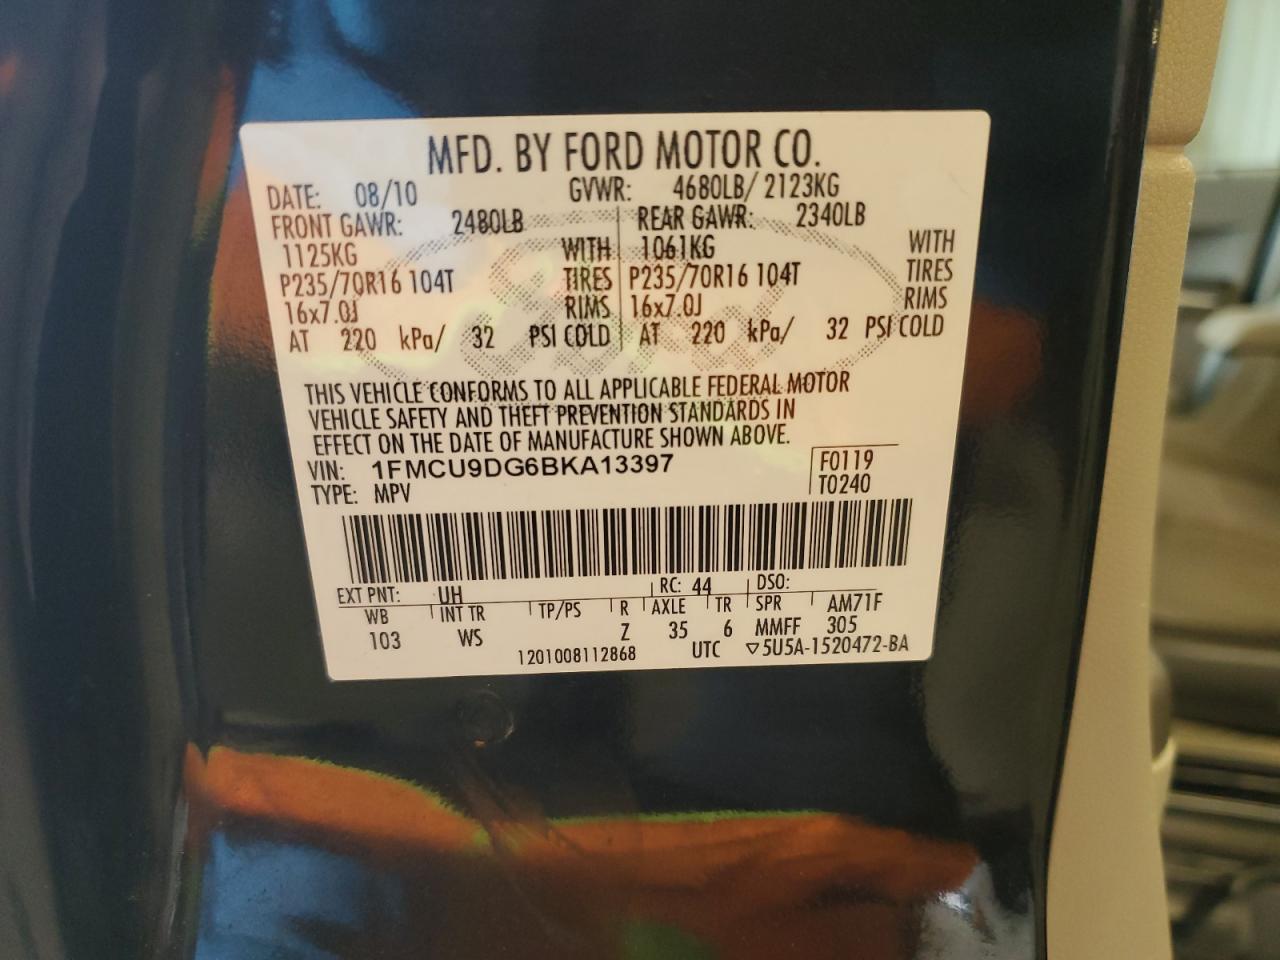 MFD. BY FORD MOTOR CO.
DATE: 08/10 GVWR: 4680LB/ 2123KG
FRONT GAWR: 2480LB REAR GAWR: 2340LB
1125KG WITH 1061KG WITH
P235/70R16 104T TIRES P235/70R16 104T TIRES
16x7.0J RIMS 16x7.0J RIMS
AT 220 kPa/ 32 PSI COLD AT 220 kPa/ 32 PSI COLD
THIS VEHICLE CONFORMS TO ALL APPLICABLE FEDERAL MOTOR
VEHICLE SAFETY AND THEFT PREVENTION STANDARDS IN
EFFECT ON THE DATE OF MANUFACTURE SHOWN ABOVE.
VIN: 1FMCU9DG6BKA13397 F0119
TYPE: MPV T0240
EXT PNT: UH RC: 44 DSO:
WB INT TR TP/PS R AXLE TR SPR AM71F
103 WS Z 35 6 MMFF 305
1201008112868 UTC ▽5U5A-1520472-BA